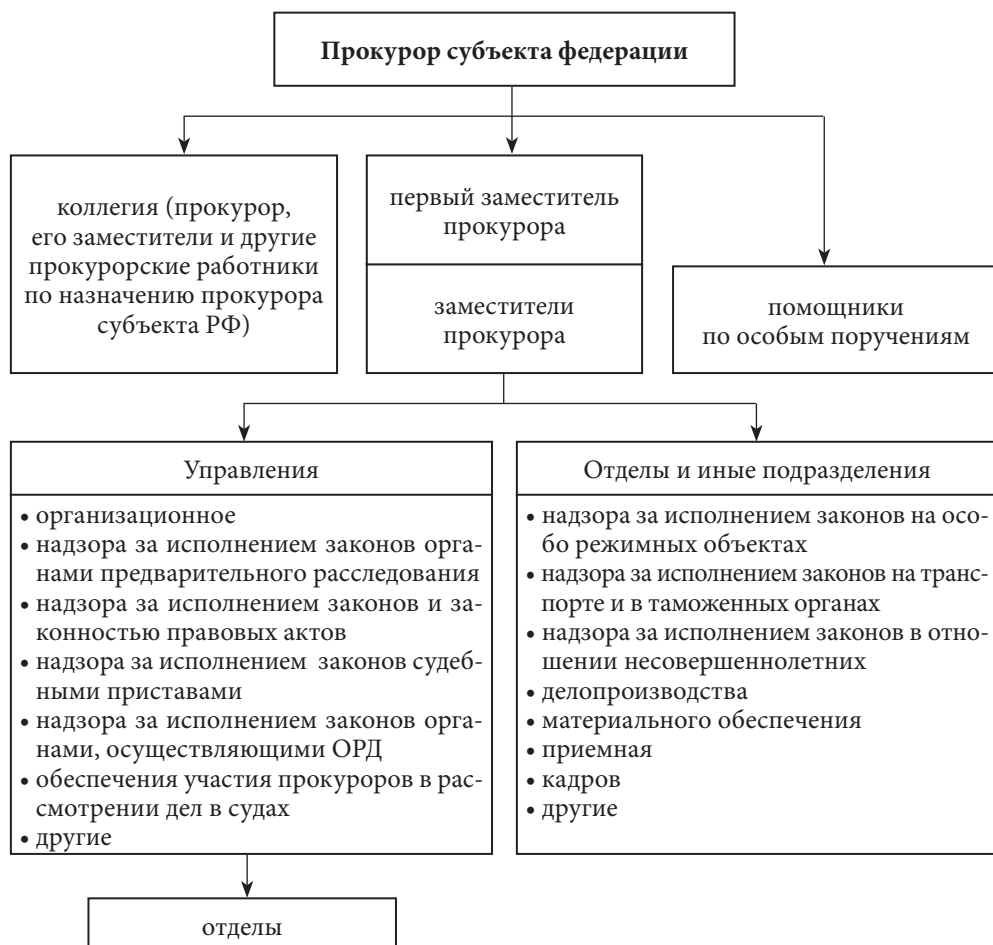 Прокурор субъекта федерации
коллегия (прокурор,
его заместители и другие
прокурорские работники
по назначению прокурора
субъекта РФ)
первый заместитель
прокурора
заместители
прокурора
помощники
по особым поручениям
Управления
• организационное
• надзора за исполнением законов орга-
нами предварительного расследования
• надзора за исполнением законов и за-
конностью правовых актов
• надзора за исполнением законов судеб-
ными приставами
• надзора за исполнением законов орга-
нами, осуществляющими ОРД
• обеспечения участия прокуроров в рас-
смотрении дел в судах
• другие
Отделы и иные подразделения
• надзора за исполнением законов на осо-
бо режимных объектах
• надзора за исполнением законов на транс-
порте и в таможенных органах
• надзора за исполнением законов в отно-
шении несовершеннолетних
• делопроизводства
• материального обеспечения
• приемная
• кадров
• другие
отделы